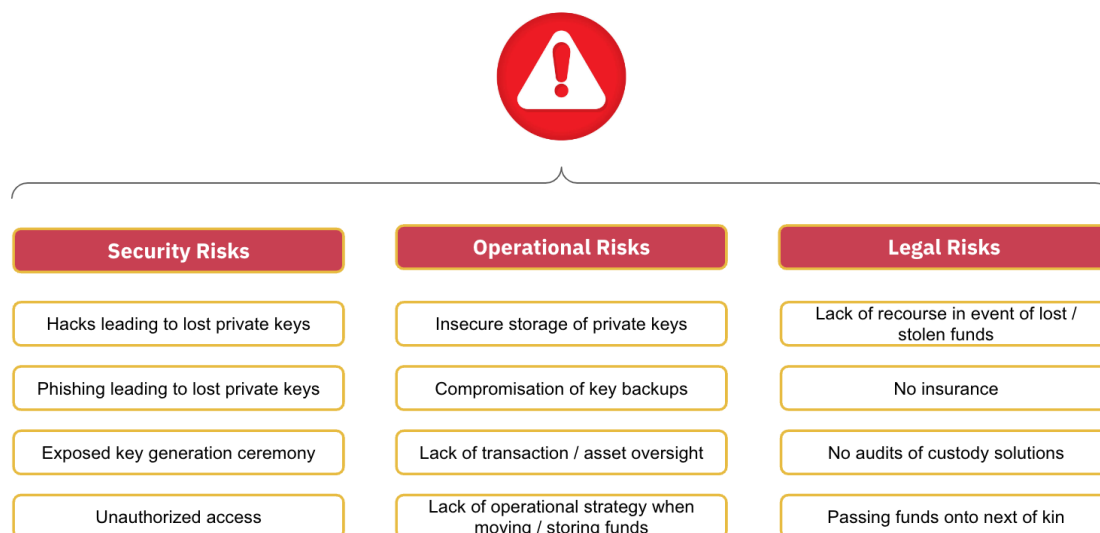 Security Risks
Hacks leading to lost private keys
Phishing leading to lost private keys
Exposed key generation ceremony
Unauthorized access
Operational Risks
Insecure storage of private keys
Compromisation of key backups
Lack of transaction / asset oversight
Lack of operational strategy when
moving / storing funds
Legal Risks
Lack of recourse in event of lost /
stolen funds
No insurance
No audits of custody solutions
Passing funds onto next of kin